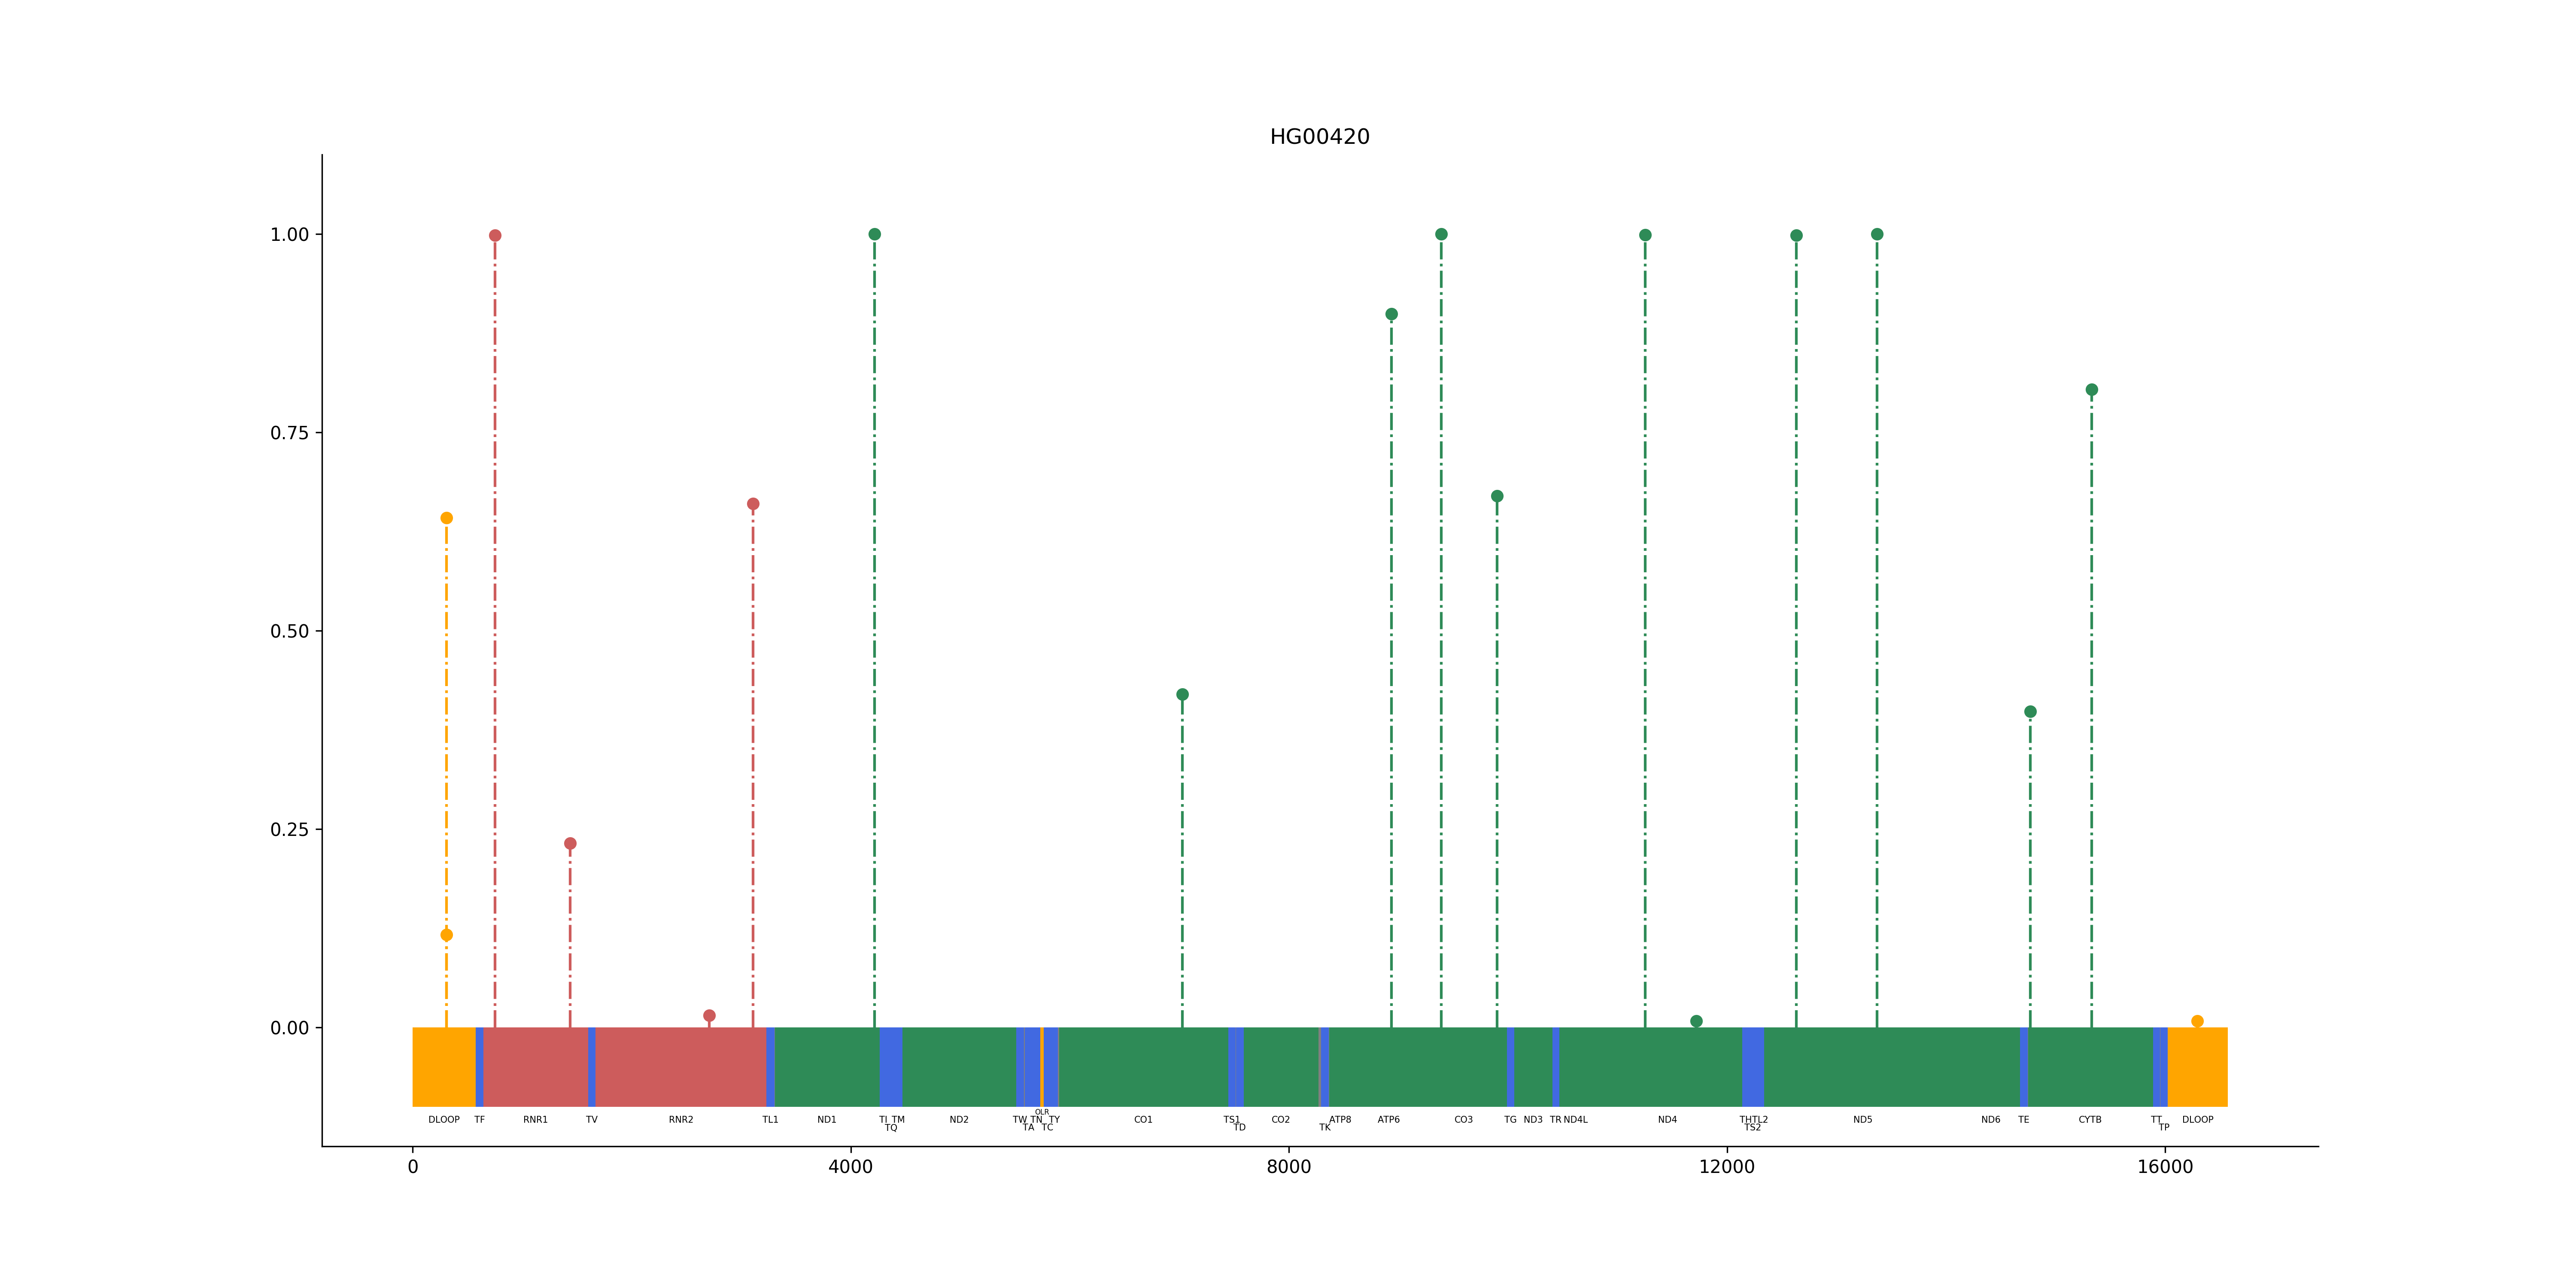 HG00420
1.00
0.75
0.50
0.25
0.00
OLR
DLOOP TF RNR1 TV RNR2 TL1 ND1 TI TM ND2 TW TN TY CO1 TS1 CO2 ATP8 ATP6 CO3 TG ND3 TR ND4L ND4 TH TL2 ND5 ND6 TE CYTB TT DLOOP
TQ TA TC TD TK TS2 TP
0 4000 8000 12000 16000